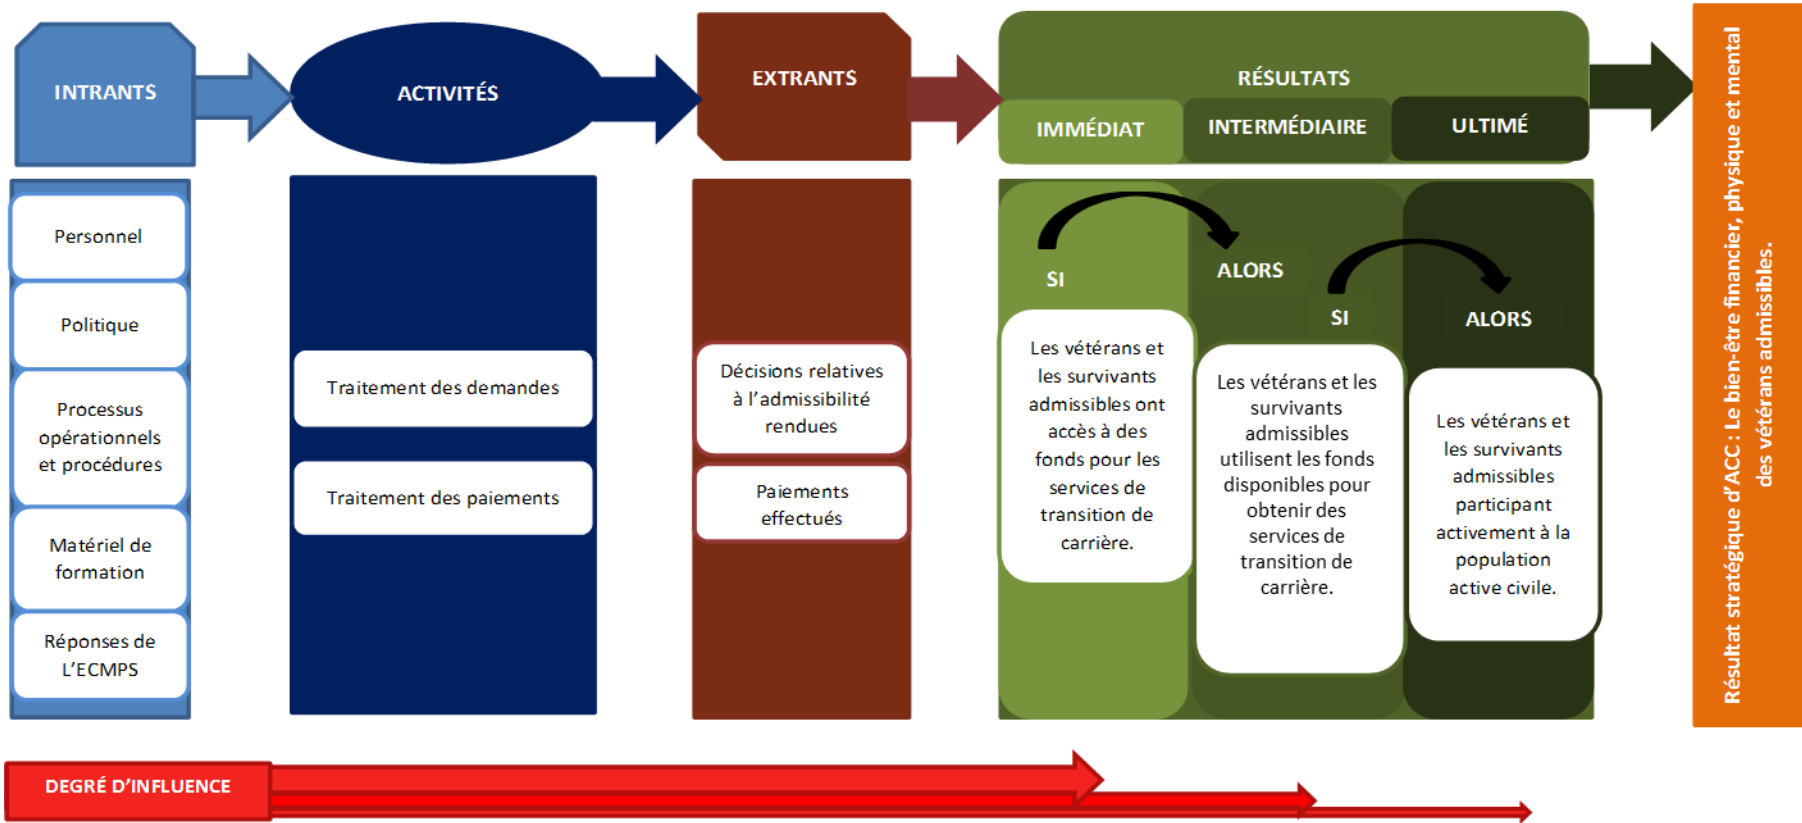 INTRANTS
ACTIVITÉS
EXTRANTS
RÉSULTATS
IMMÉDIAT
INTERMÉDIAIRE
ULTIMÉ
Personnel
Politique
Processus
opérationnels
et procédures
Matériel de
formation
Réponses de
L’ECMPS
Traitement des demandes
Traitement des paiements
Décisions relatives
à l’admissibilité
rendues
Paiements
effectués
SI
Les vétérans et
les survivants
admissibles ont
accès à des
fonds pour les
services de
transition de
carrière.
ALORS
SI
Les vétérans et les
survivants
admissibles
utilisent les fonds
disponibles pour
obtenir des
services de
transition de
carrière.
ALORS
Les vétérans et
les survivants
admissibles
participant
activement à la
population
active civile.
Résultat stratégique d’ACC : Le bien-être financier, physique et mental
des vétérans admissibles.
DEGRÉ D’INFLUENCE